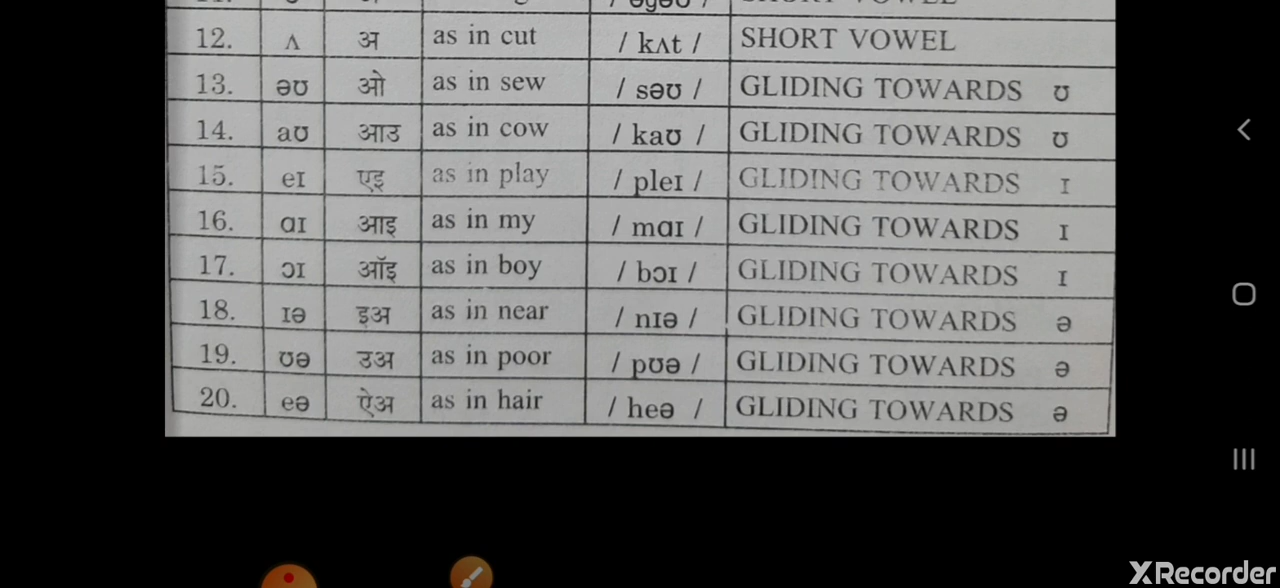 SHORT VOWEL
12. ʌ अ as in cut / kʌt / SHORT VOWEL
13. əʊ ओ as in sew / səʊ / GLIDING TOWARDS ʊ
14. aʊ आउ as in cow / kaʊ / GLIDING TOWARDS ʊ
15. eɪ एइ as in play / pleɪ / GLIDING TOWARDS ɪ
16. ɑɪ आइ as in my / mɑɪ / GLIDING TOWARDS ɪ
17. ɔɪ ऑइ as in boy / bɔɪ / GLIDING TOWARDS ɪ
18. ɪə इअ as in near / nɪə / GLIDING TOWARDS ə
19. ʊə उअ as in poor / pʊə / GLIDING TOWARDS ə
20. eə ऐअ as in hair / heə / GLIDING TOWARDS ə
XRecorder